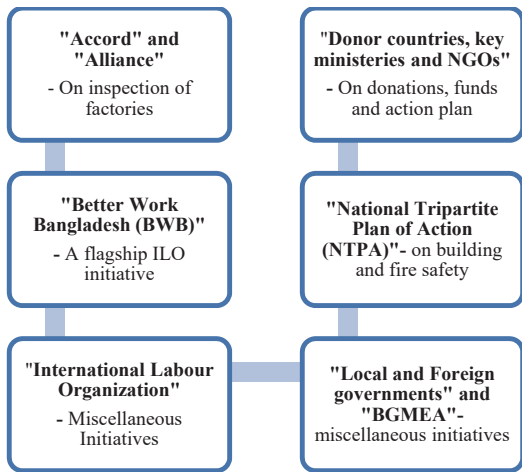 "Accord" and
"Alliance"
- On inspection of
factories
"Better Work
Bangladesh (BWB)"
- A flagship ILO
initiative
"International Labour
Organization"
- Miscellaneous
Initiatives
"Local and Foreign
governments" and
"BGMEA"-
miscellaneous initiatives
"National Tripartite
Plan of Action
(NTPA)"- on building
and fire safety
"Donor countries, key
ministeries and NGOs"
- On donations, funds
and action plan